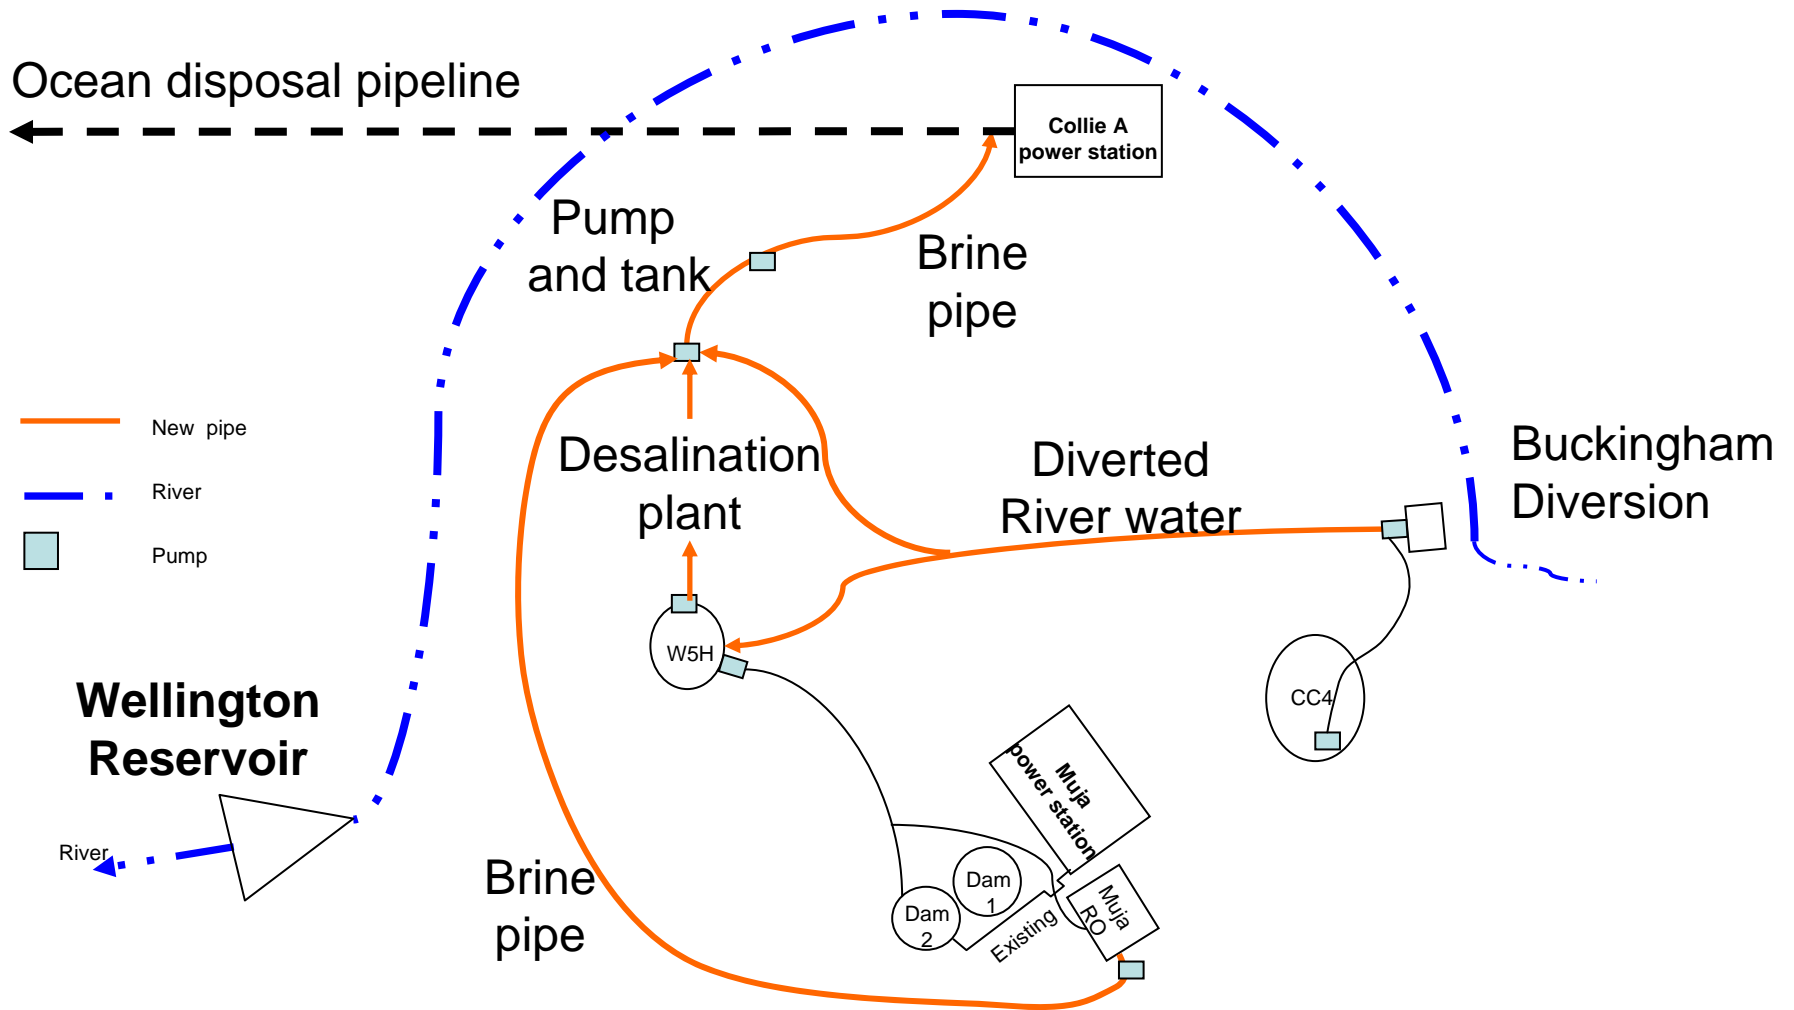 Ocean disposal pipeline
Collie A
power station
Pump
and tank
Brine
pipe
New pipe
River
Pump
Desalination
plant
Diverted
River water
Buckingham
Diversion
W5H
CC4
Wellington
Reservoir
River
Muja
power station
Brine
pipe
Dam
1
Dam
2
Existing
Muja
RO